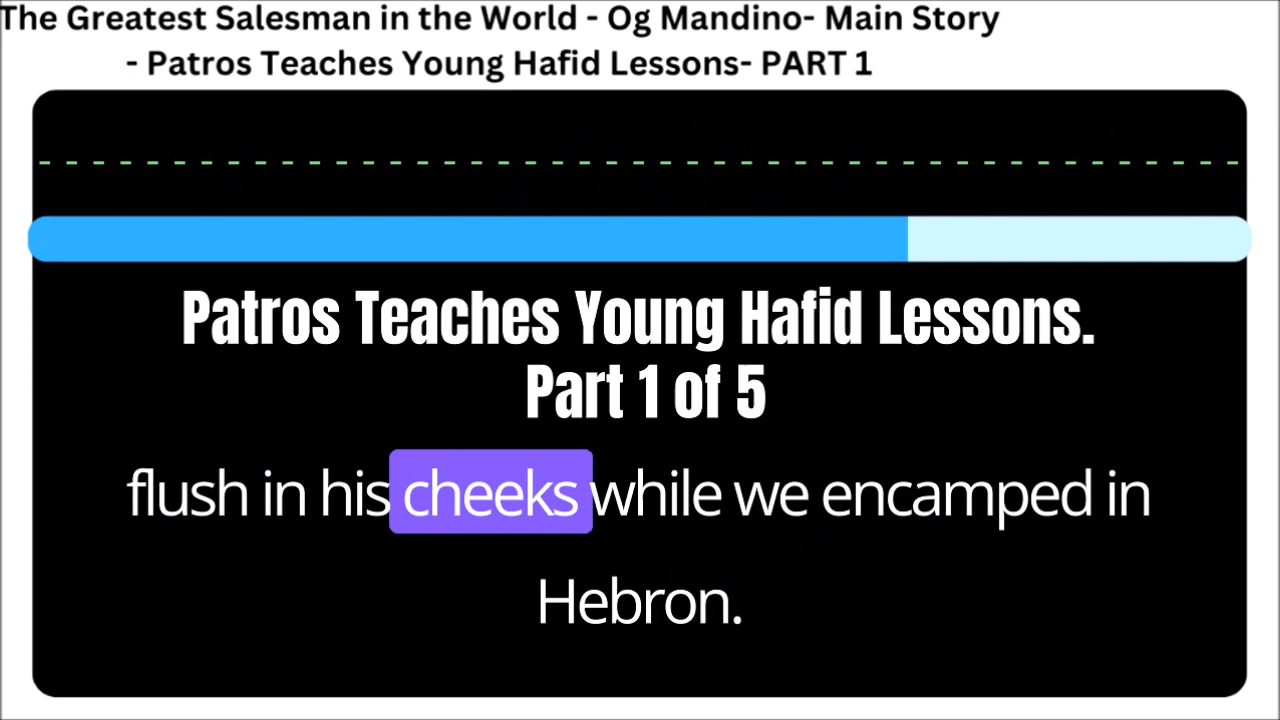 The Greatest Salesman in the World - Og Mandino- Main Story
- Patros Teaches Young Hafid Lessons- PART 1
Patros Teaches Young Hafid Lessons.
Part 1 of 5
flush in his cheeks while we encamped in
Hebron.